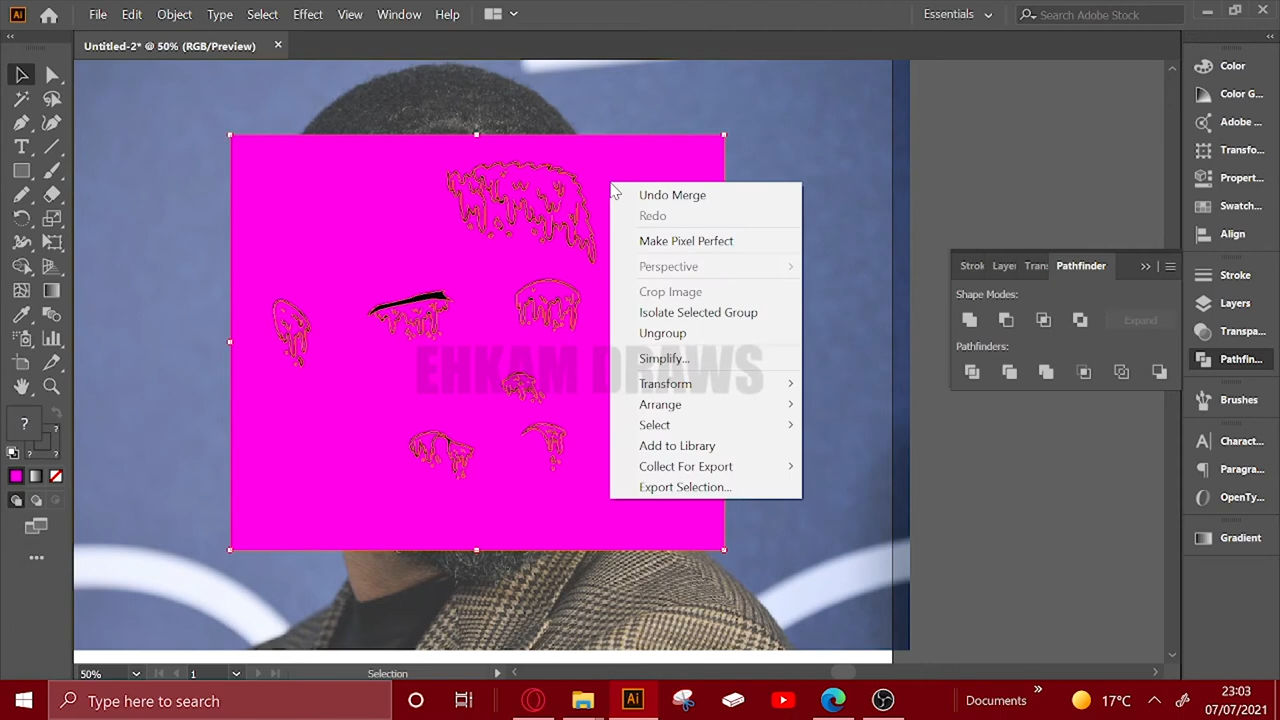 Ai
File Edit Object Type Select Effect View Window Help
Essentials
Search Adobe Stock
Untitled-2* @ 50% (RGB/Preview)
Color
Color G...
Adobe ...
Transfo...
Propert...
Swatch...
Align
Stroke
Layers
Transpa...
Pathfin...
Brushes
Charact...
Paragra...
OpenTy...
Gradient
Undo Merge
Redo
Make Pixel Perfect
Perspective
Crop Image
Isolate Selected Group
Ungroup
Simplify...
Transform
Arrange
Select
Add to Library
Collect For Export
Export Selection...
Strok Layer Tran: Pathfinder
Shape Modes:
Expand
Pathfinders:
EHKAM DRAWS
?
? ?
?
50%
1
Selection
Type here to search
Ai
Documents
17°C
23:03
07/07/2021